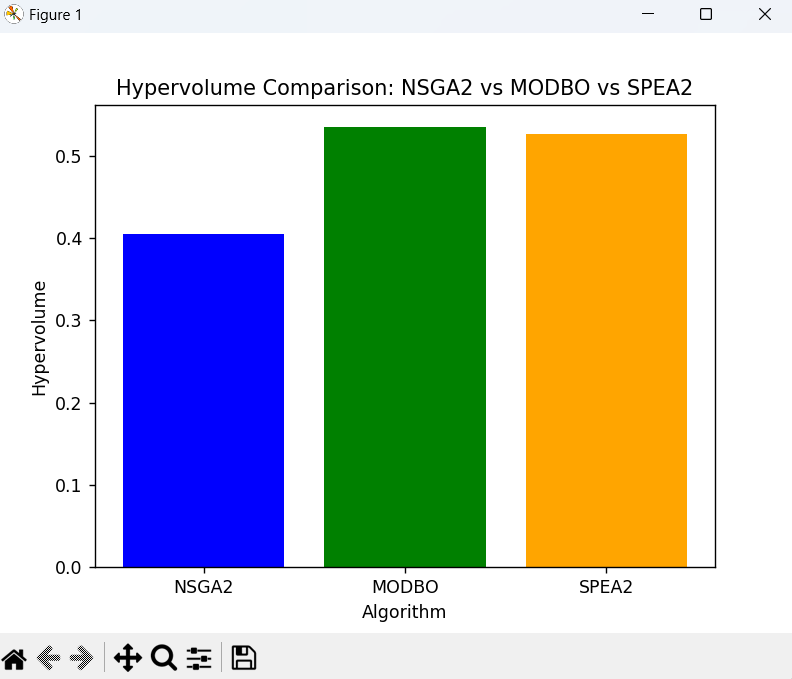 Figure 1
Hypervolume Comparison: NSGA2 vs MODBO vs SPEA2
Hypervolume
0.5
0.4
0.3
0.2
0.1
0.0
NSGA2 MODBO SPEA2
Algorithm